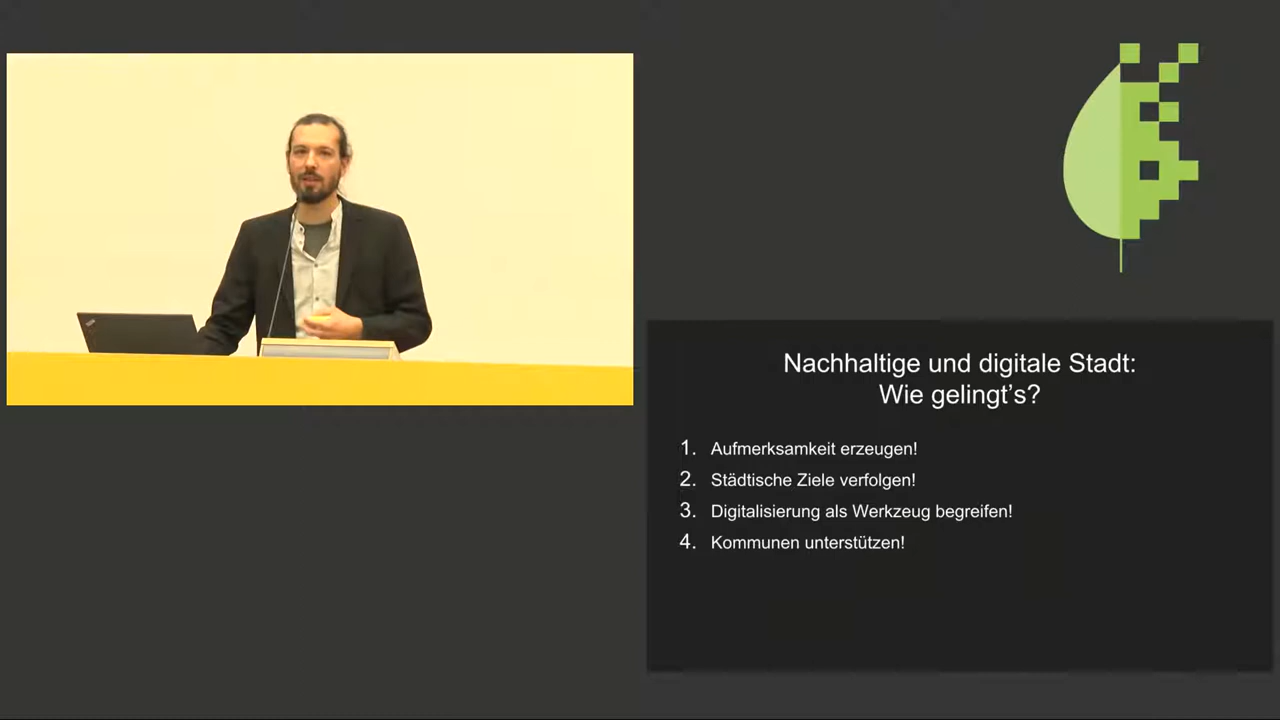 Nachhaltige und digitale Stadt:
Wie gelingt’s?
1. Aufmerksamkeit erzeugen!
2. Städtische Ziele verfolgen!
3. Digitalisierung als Werkzeug begreifen!
4. Kommunen unterstützen!